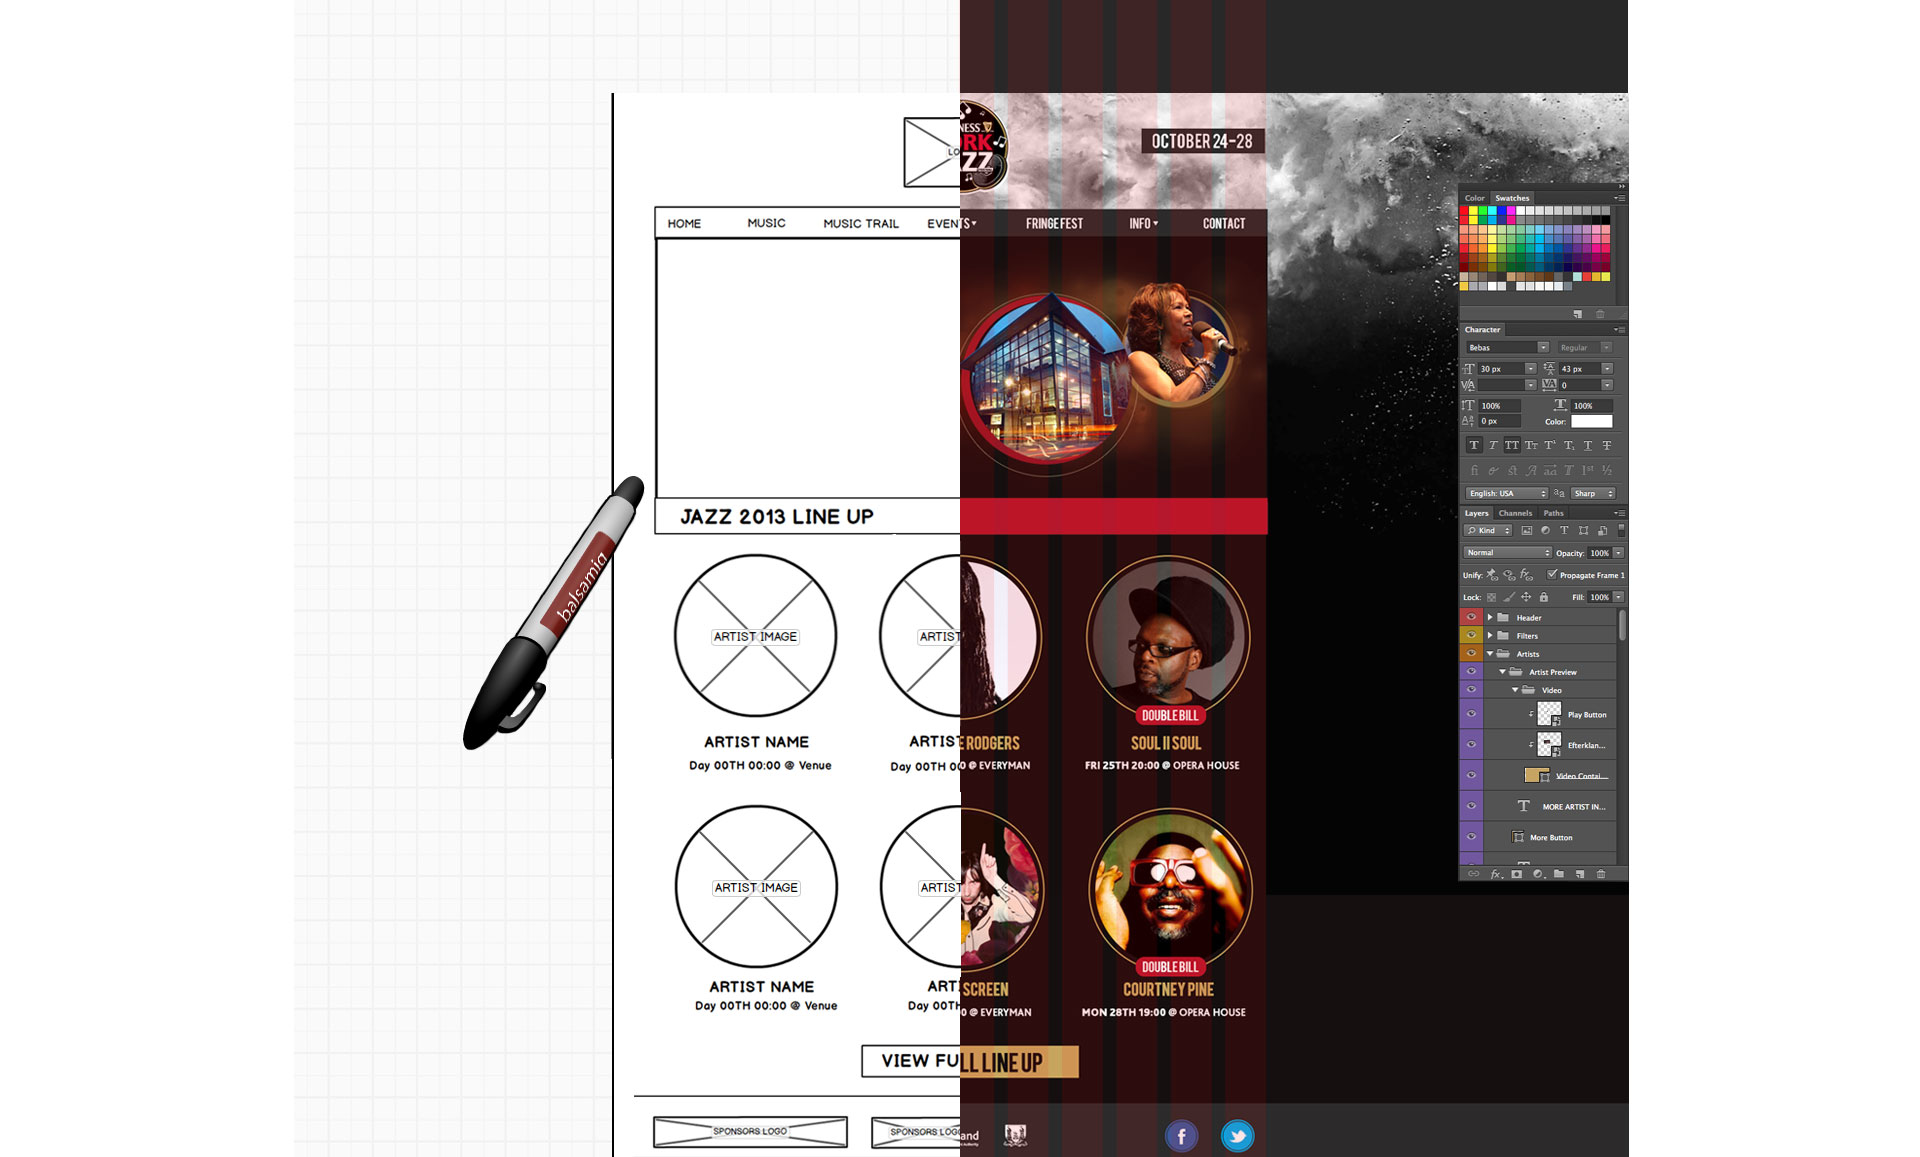 LO
NESS
RK
ZZ
OCTOBER 24-28
HOME MUSIC MUSIC TRAIL EVENTS FRINGE FEST INFO CONTACT
JAZZ 2013 LINE UP
balsamiq
ARTIST IMAGE
ARTIST
DOUBLE BILL
ARTIST NAME
ARTIST
E RODGERS
SOUL II SOUL
Day 00TH 00:00 @ Venue
Day 00TH 00
0 @ EVERYMAN
FRI 25TH 20:00 @ OPERA HOUSE
ARTIST IMAGE
ARTIST
DOUBLE BILL
ARTIST NAME
ARTI
SCREEN
COURTNEY PINE
Day 00TH 00:00 @ Venue
Day 00TH
0 @ EVERYMAN
MON 28TH 19:00 @ OPERA HOUSE
VIEW FULL LINE UP
SPONSORS LOGO
SPONSORS LOGO
and
Color Swatches
Character
Bebas Regular
30 px 43 px
0
100% 100%
0 px Color:
English: USA Sharp
Layers Channels Paths
Kind
Normal Opacity: 100%
Unify: Propagate Frame 1
Lock: Fill: 100%
Header
Filters
Artists
Artist Preview
Video
Play Button
Efterklan...
Video Contai...
MORE ARTIST IN...
More Button